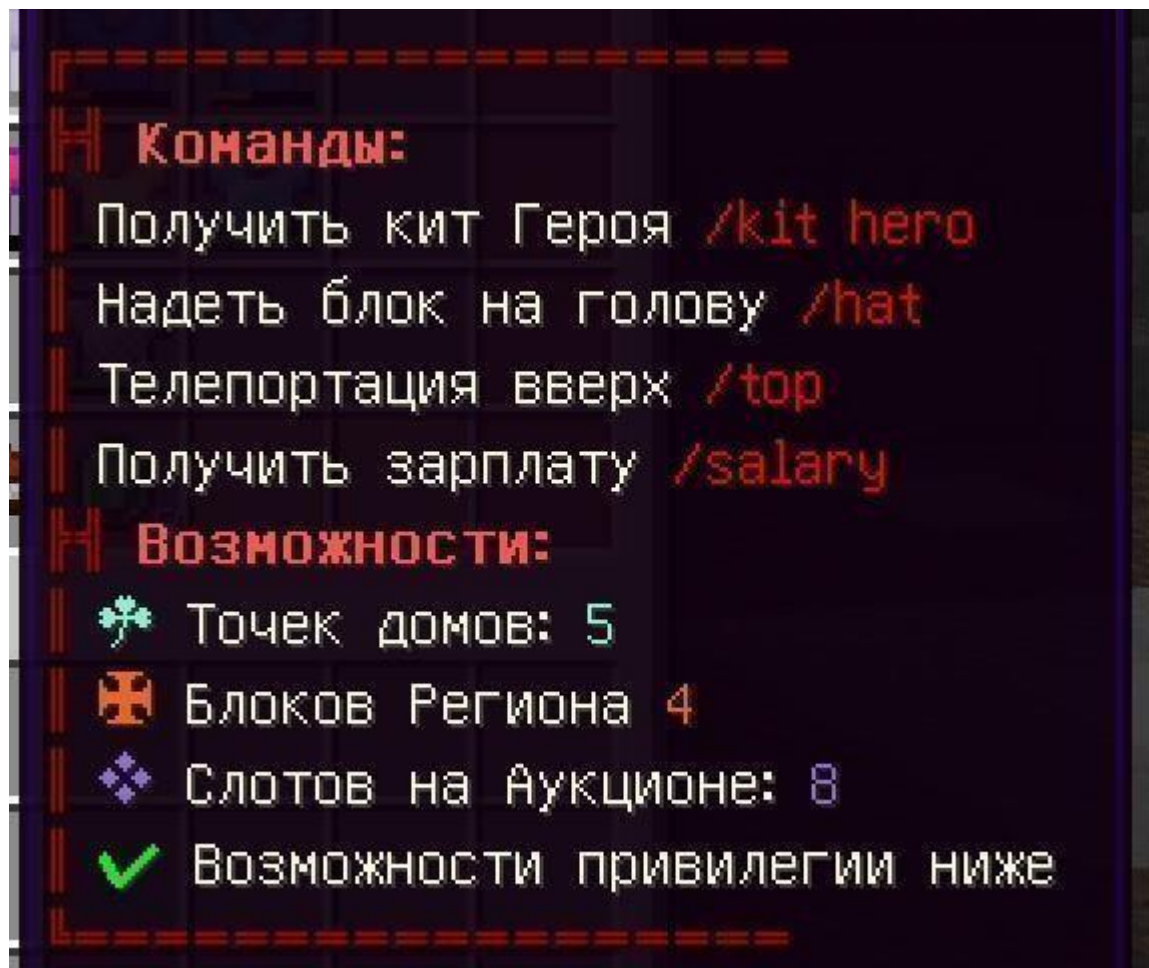 Команды:
Получить кит Героя /kit hero
Надеть блок на голову /hat
Телепортация вверх /top
Получить зарплату /salary
Возможности:
Точек домов: 5
Блоков Региона 4
Слотов на Аукционе: 8
Возможности привилегии ниже